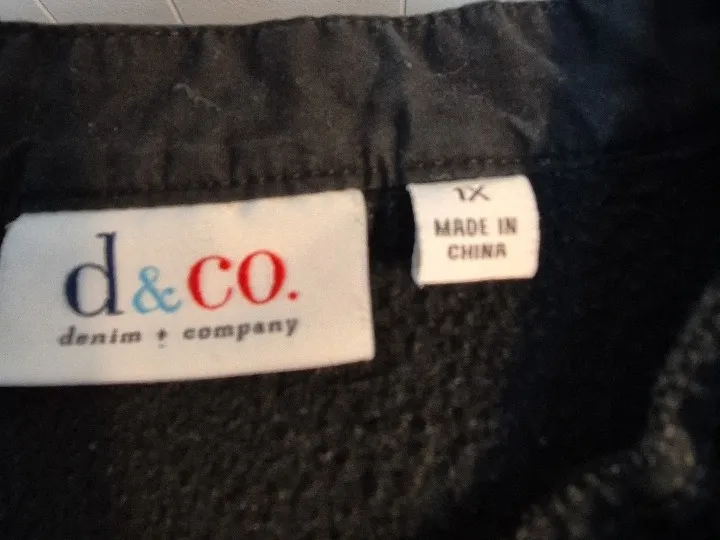 d&co.
denim + company
1X
MADE IN
CHINA